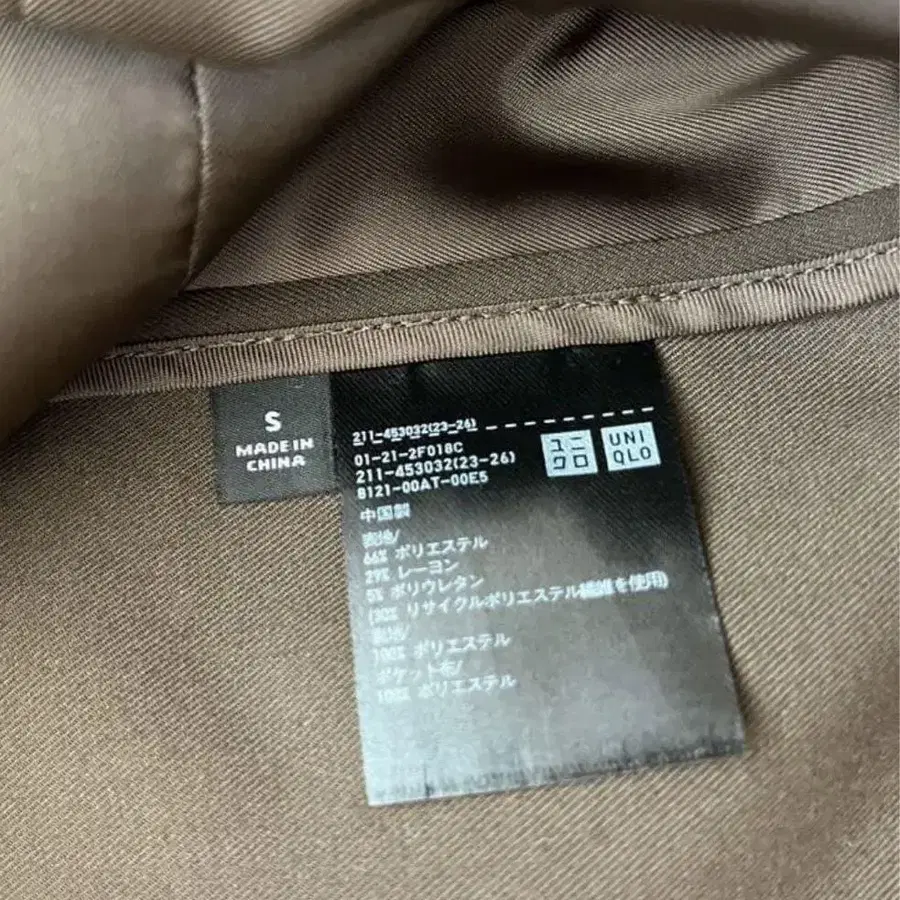 S
MADE IN
CHINA
211-453032(23-26)
01-21-2F018C
211-453032(23-26)
8121-00AT-00E5
ユニ
クロ
UNI
QLO
中国製
表地/
66% ポリエステル
29% レーヨン
5% ポリウレタン
(30% リサイクルポリエステル繊維を使用)
100% ポリエステル
ポケット布/
100% ポリエステル